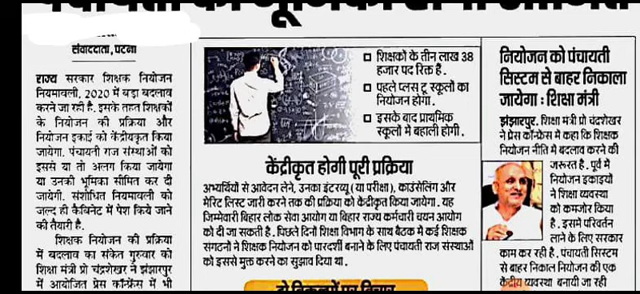 संवाददाता, पटना
राज्य सरकार शिक्षक नियोजन
नियमावली, 2020 में बड़ा बदलाव
करने जा रही है. इसके तहत शिक्षकों
के नियोजन की प्रक्रिया और
नियोजन इकाई को केंद्रीयकृत किया
जायेगा. पंचायती राज संस्थाओं को
इससे या तो अलग किया जायेगा
या उनकी भूमिका सीमित कर दी
जायेगी. संशोधित नियमावली को
जल्द ही कैबिनेट में पेश किये जाने
की तैयारी है.
शिक्षक नियोजन की प्रक्रिया
में बदलाव का संकेत गुरुवार को
शिक्षा मंत्री प्रो चंद्रशेखर ने झंझारपुर
में आयोजित प्रेस कॉन्फ्रेंस में भी
शिक्षकों के तीन लाख 38
हजार पद रिक्त है .
पहले प्लस टू स्कूलों का
नियोजन होगा .
इसके बाद प्राथमिक
स्कूलों में बहाली होगी .
केंद्रीकृत होगी पूरी प्रक्रिया
अभ्यर्थियों से आवेदन लेने, उनका इंटरव्यू (या परीक्षा), काउंसेलिंग और
मेरिट लिस्ट जारी करने तक की प्रक्रिया को केंद्रीकृत किया जायेगा. यह
जिम्मेवारी बिहार लोक सेवा आयोग या बिहार राज्य कर्मचारी चयन आयोग
को दी जा सकती है. पिछले दिनों शिक्षा विभाग के साथ बैठक में कई शिक्षक
संगठनों ने शिक्षक नियोजन को पारदर्शी बनाने के लिए पंचायती राज संस्थाओं
को इससे मुक्त करने का सुझाव दिया था .
दो विकल्पों पर विचार
नियोजन को पंचायती
सिस्टम से बाहर निकाला
जायेगा : शिक्षा मंत्री
झंझारपुर. शिक्षा मंत्री प्रो चंद्रशेखर
ने प्रेस कॉन्फ्रेंस में कहा कि शिक्षक
नियोजन नीति में बदलाव करने की
जरूरत है . पूर्व में
नियोजन इकाइयों
ने शिक्षा व्यवस्था
को कमजोर किया
है . इसमें परिवर्तन
लाने के लिए सरकार
काम कर रही है . पंचायती सिस्टम
से बाहर निकाल नियोजन की एक
केंद्रीय व्यवस्था बनायी जा रही